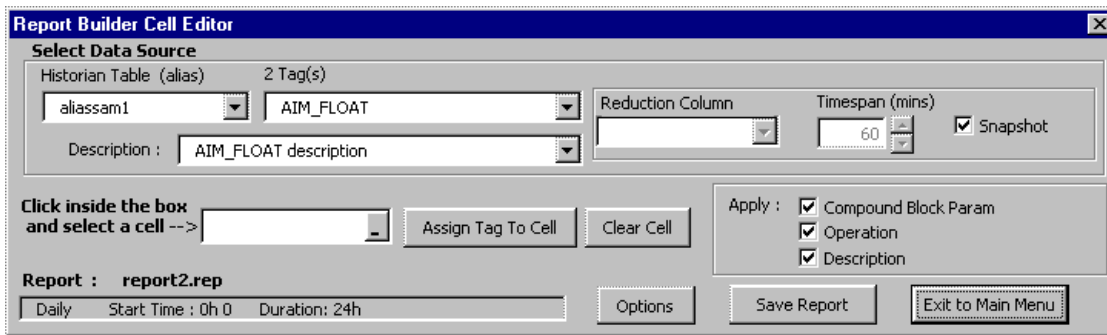 Report Builder Cell Editor
Select Data Source
Historian Table (alias)
2 Tag(s)
aliassam1
AIM_FLOAT
Reduction Column
Timespan (mins)
60
Snapshot
Description :
AIM_FLOAT description
Click inside the box
and select a cell -->
Assign Tag To Cell
Clear Cell
Apply :
Compound Block Param
Operation
Description
Report : report2.rep
Daily Start Time : 0h 0 Duration: 24h
Options
Save Report
Exit to Main Menu